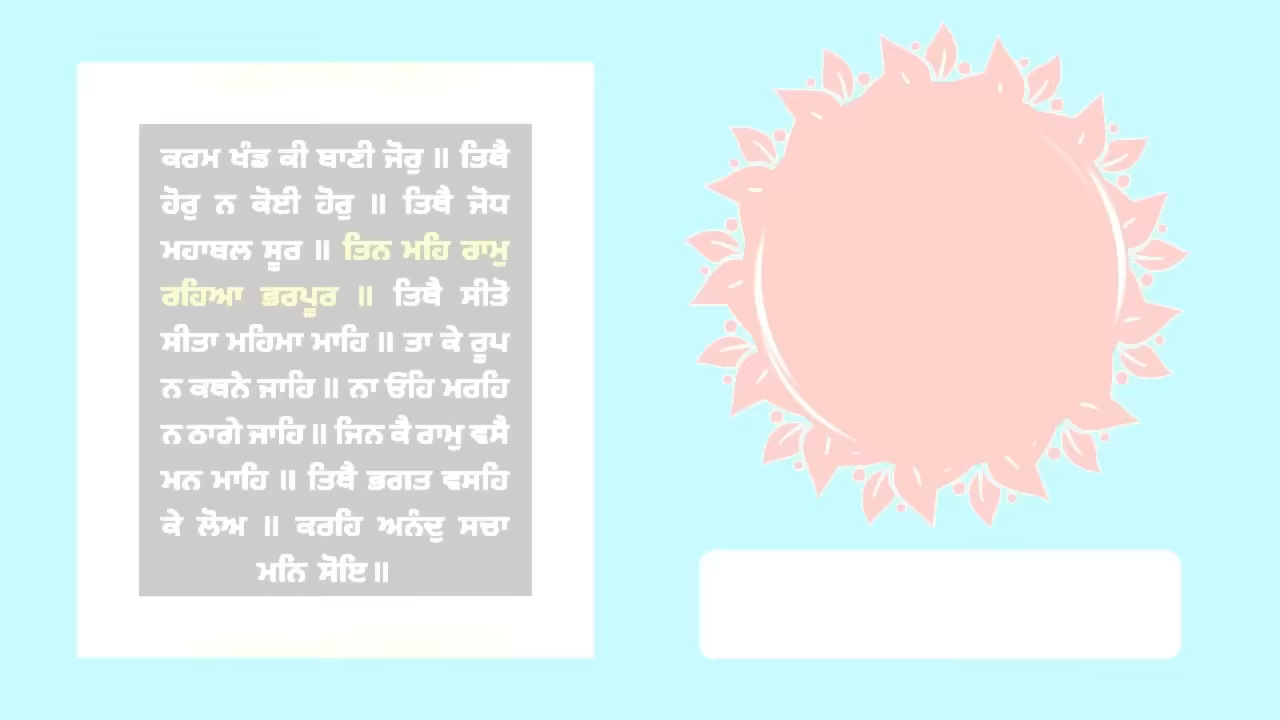 ਕਰਮ ਖੰਡ ਕੀ ਬਾਣੀ ਜੋਰੁ ॥ ਤਿਥੈ
ਹੋਰੁ ਨ ਕੋਈ ਹੋਰੁ ॥ ਤਿਥੈ ਜੋਧ
ਮਹਾਬਲ ਸੂਰ ॥ ਤਿਨ ਮਹਿ ਰਾਮੁ
ਰਹਿਆ ਭਰਪੂਰ ॥ ਤਿਥੈ ਸੀਤੋ
ਸੀਤਾ ਮਹਿਮਾ ਮਾਹਿ ॥ ਤਾ ਕੇ ਰੂਪ
ਨ ਕਥਨੇ ਜਾਹਿ ॥ ਨਾ ਓਹਿ ਮਰਹਿ
ਨ ਠਾਗੇ ਜਾਹਿ ॥ ਜਿਨ ਕੈ ਰਾਮੁ ਵਸੈ
ਮਨ ਮਾਹਿ ॥ ਤਿਥੈ ਭਗਤ ਵਸਹਿ
ਕੇ ਲੋਅ ॥ ਕਰਹਿ ਅਨੰਦੁ ਸਚਾ
ਮਨਿ ਸੋਇ॥